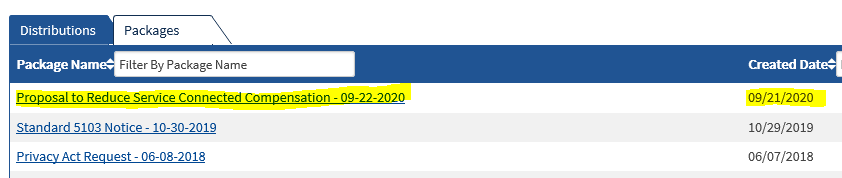 Distributions Packages
Package Name Filter By Package Name Created Date
Proposal to Reduce Service Connected Compensation - 09-22-2020 09/21/2020
Standard 5103 Notice - 10-30-2019 10/29/2019
Privacy Act Request - 06-08-2018 06/07/2018